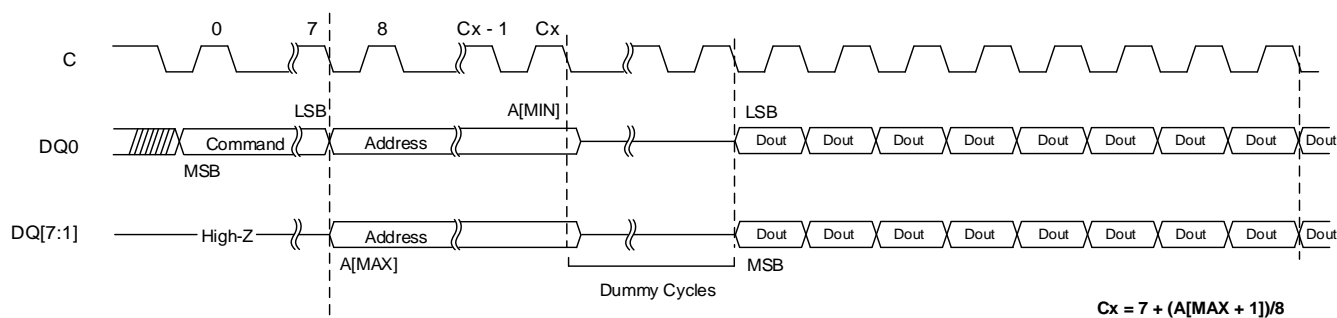 0 7 8 Cx - 1 Cx
C
LSB A[MIN] LSB
DQ0 Command Address Dout Dout Dout Dout Dout Dout Dout Dout Dout
MSB
DQ[7:1] High-Z Address Dout Dout Dout Dout Dout Dout Dout Dout Dout
A[MAX] MSB
Dummy Cycles
Cx = 7 + (A[MAX + 1])/8